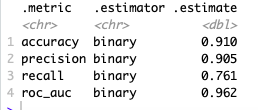 .metric .estimator .estimate
<chr> <chr> <dbl>
1 accuracy binary 0.910
2 precision binary 0.905
3 recall binary 0.761
4 roc_auc binary 0.962
>